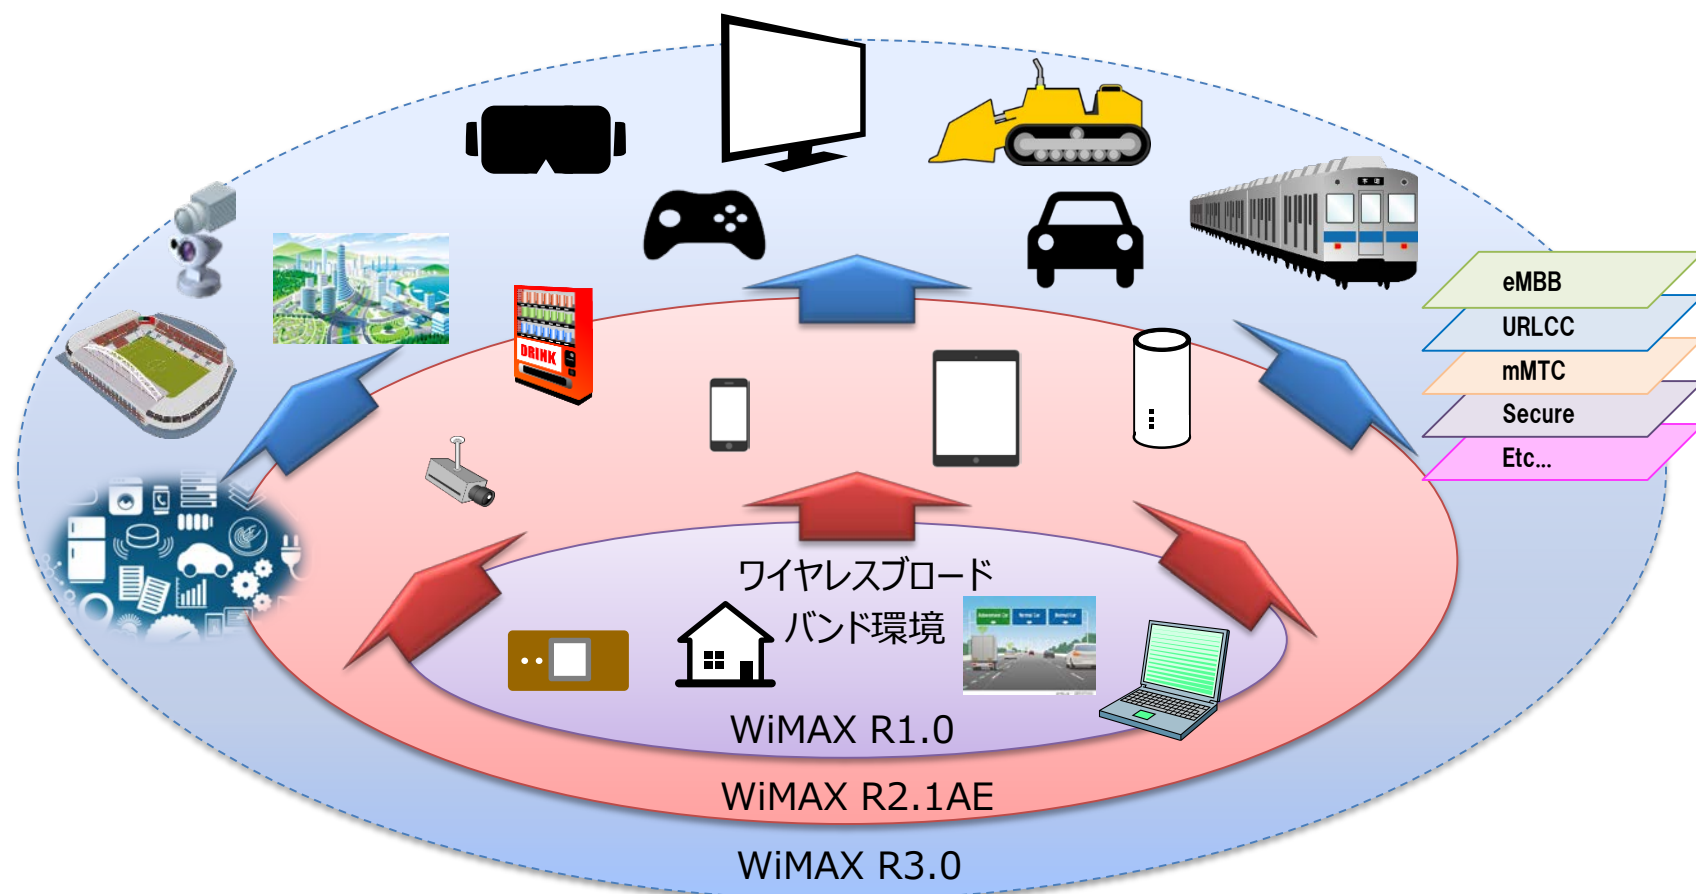 eMBB
URLCC
mMTC
Secure
Etc...
DRINK
ワイヤレスブロード
バンド環境
WiMAX R1.0
WiMAX R2.1AE
WiMAX R3.0